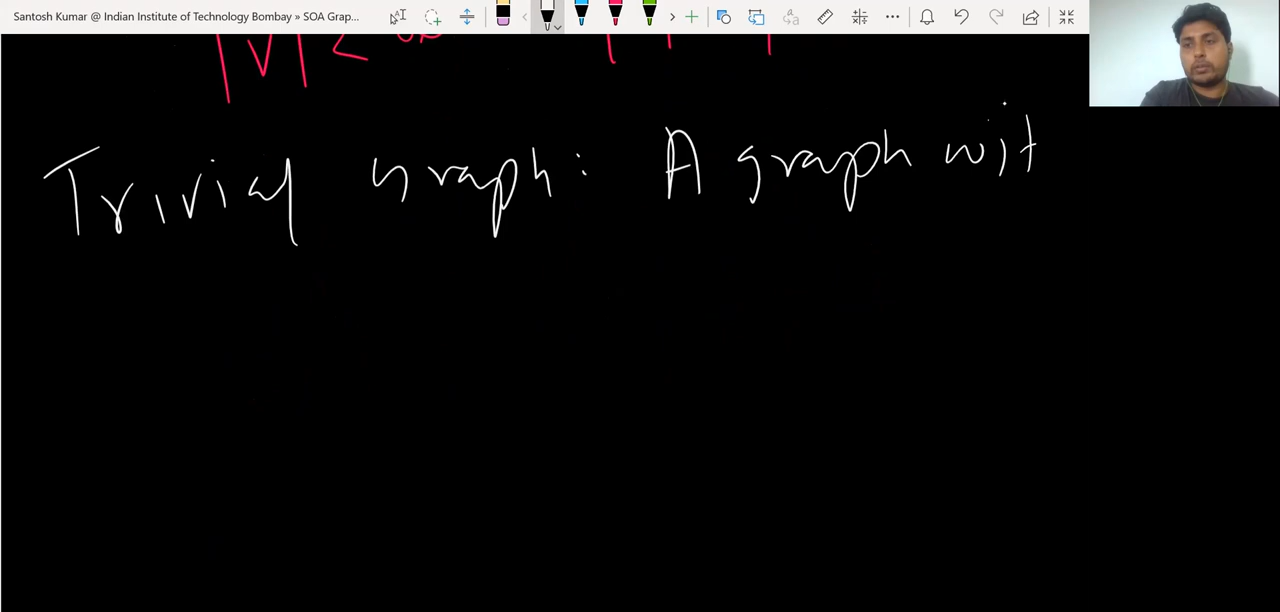 Santosh Kumar @ Indian Institute of Technology Bombay » SOA Grap...
|V| <
Trivial Graph: A graph wit